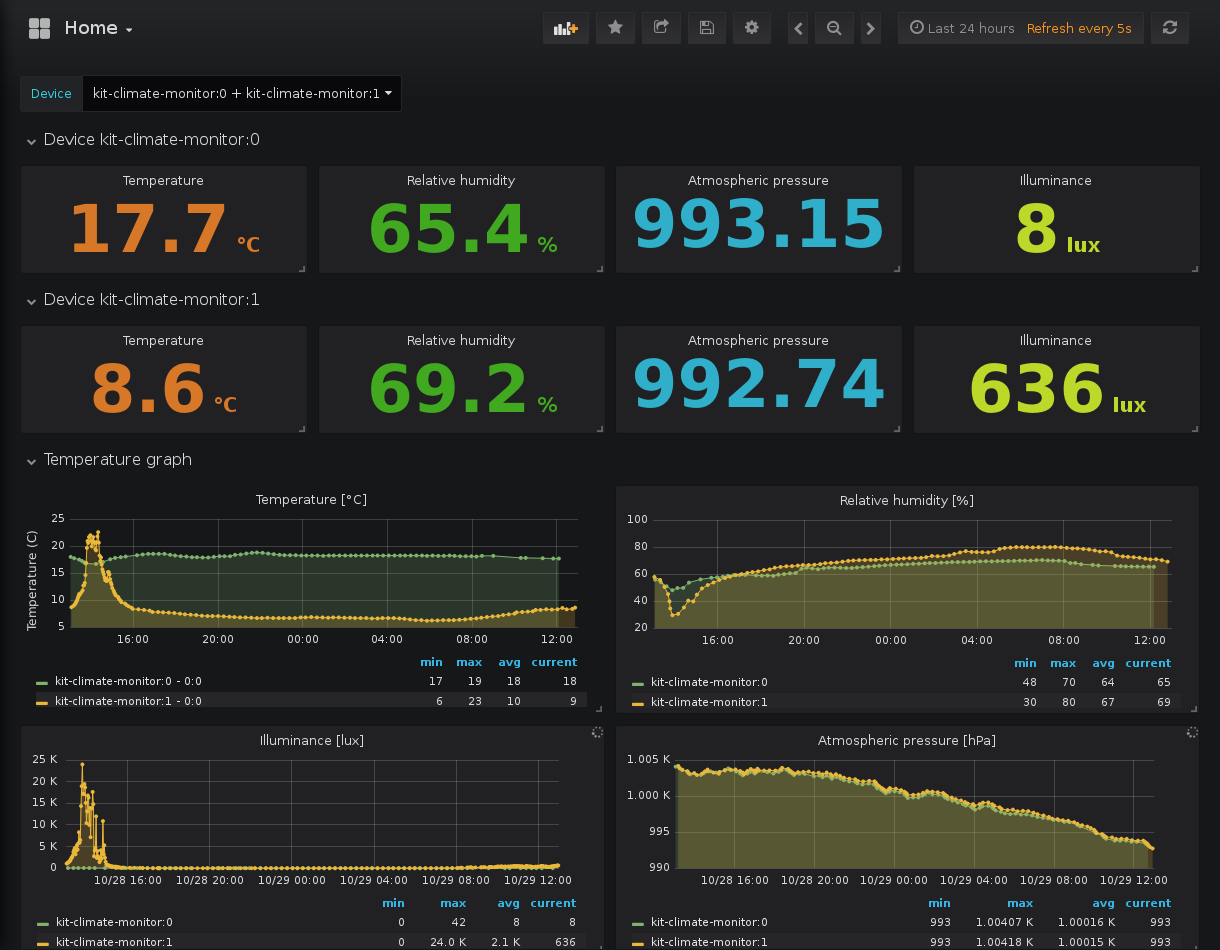 Home
Last 24 hours Refresh every 5s
Device kit-climate-monitor:0 + kit-climate-monitor:1
Device kit-climate-monitor:0
Temperature Relative humidity Atmospheric pressure Illuminance
17.7 °C 65.4 % 993.15 8 lux
Device kit-climate-monitor:1
Temperature Relative humidity Atmospheric pressure Illuminance
8.6 °C 69.2 % 992.74 636 lux
Temperature graph
Temperature [°C]
Temperature (C)
25
20
15
10
5
16:00 20:00 00:00 04:00 08:00 12:00
min max avg current
kit-climate-monitor:0 - 0:0 17 19 18 18
kit-climate-monitor:1 - 0:0 6 23 10 9
Relative humidity [%]
100
80
60
40
20
16:00 20:00 00:00 04:00 08:00 12:00
min max avg current
kit-climate-monitor:0 48 70 64 65
kit-climate-monitor:1 30 80 67 69
Illuminance [lux]
25 K
20 K
15 K
10 K
5 K
0
10/28 16:00 10/28 20:00 10/29 00:00 10/29 04:00 10/29 08:00 10/29 12:00
min max avg current
kit-climate-monitor:0 0 42 8 8
kit-climate-monitor:1 0 24.0 K 2.1 K 636
Atmospheric pressure [hPa]
1.005 K
1.000 K
995
990
10/28 16:00 10/28 20:00 10/29 00:00 10/29 04:00 10/29 08:00 10/29 12:00
min max avg current
kit-climate-monitor:0 993 1.00407 K 1.00016 K 993
kit-climate-monitor:1 993 1.00418 K 1.00015 K 993